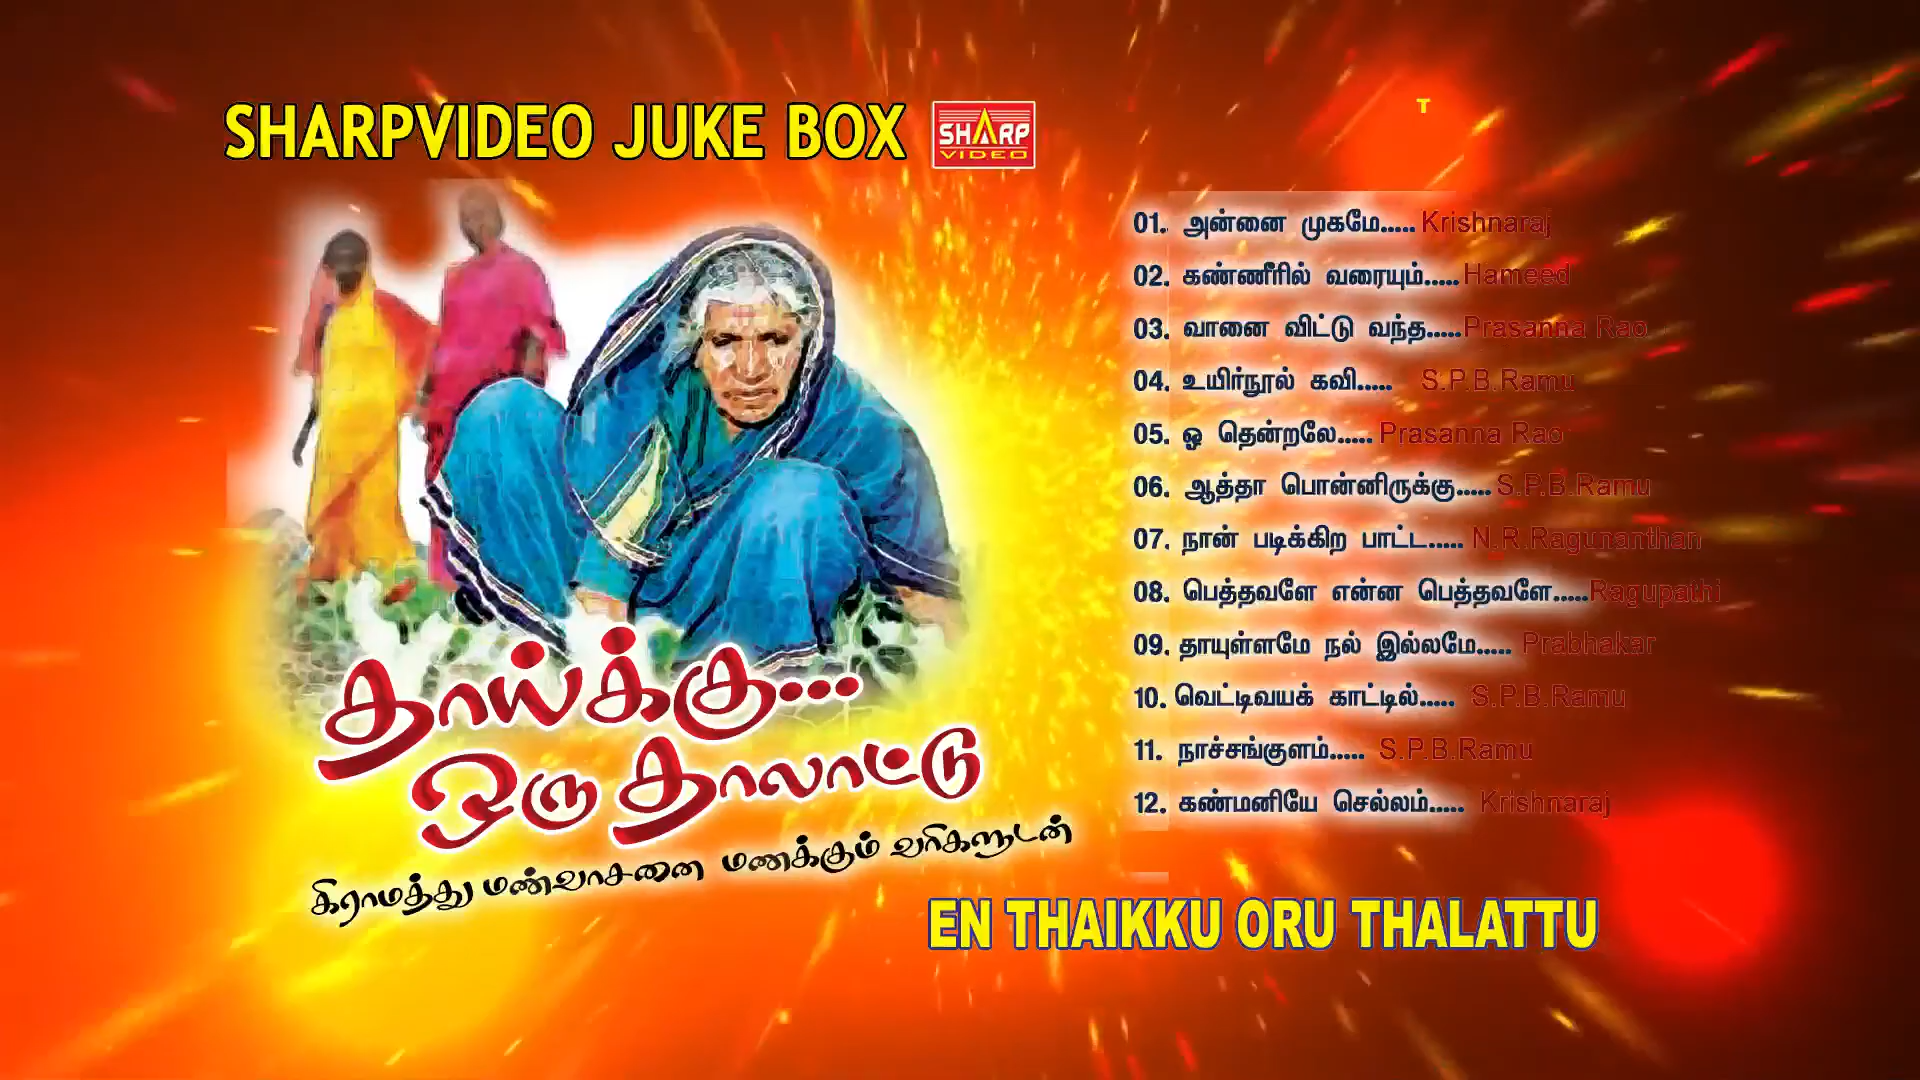 T
SHARPVIDEO JUKE BOX SHARP VIDEO
01. அன்னை முகமே..... Krishnaraj
02. கண்ணீரில் வரையும்..... Hameed
03. வானை விட்டு வந்த..... Prasanna Rao
04. உயிர்நூல் கவி..... S.P.B.Ramu
05. ஓ தென்றலே..... Prasanna Rao
06. ஆத்தா பொன்னிருக்கு..... S.P.B.Ramu
07. நான் படிக்கிற பாட்ட..... N.R.Ragunanthan
08. பெத்தவளே என்ன பெத்தவளே..... Ragupathi
09. தாயுள்ளமே நல் இல்லமே..... Prabhakar
10. வெட்டிவயக் காட்டில்..... S.P.B.Ramu
11. நாச்சங்குளம்..... S.P.B.Ramu
12. கண்மனியே செல்லம்..... Krishnaraj
தாய்க்கு...
ஒரு தாலாட்டு
கிராமத்து மண்வாசனை மணக்கும் வரிகளுடன்
EN THAIKKU ORU THALATTU